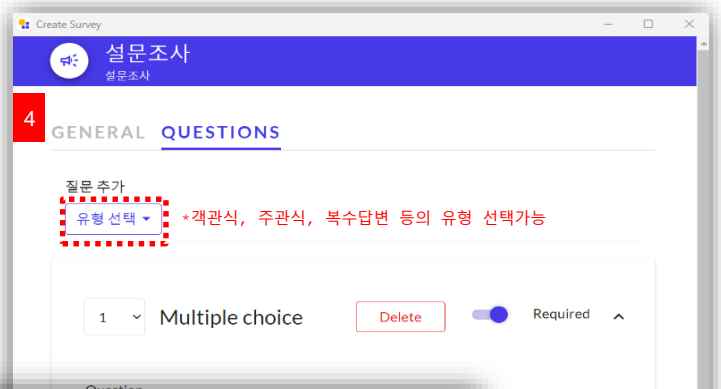 Create Survey
설문조사
설문조사
4
GENERAL QUESTIONS
질문 추가
유형 선택 *객관식, 주관식, 복수답변 등의 유형 선택가능
1 Multiple choice Delete Required
Question